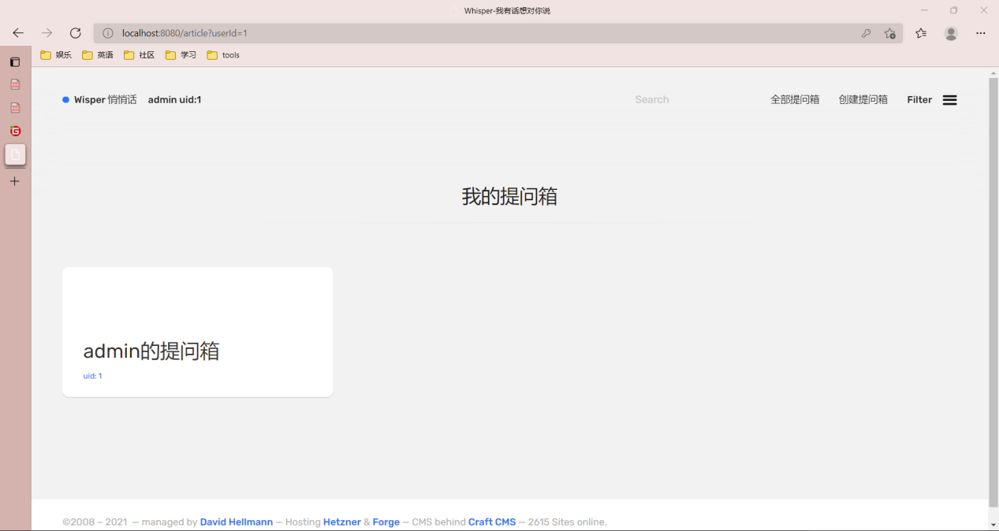 Whisper-我有话想对你说
localhost:8080/article?userId=1
娱乐 英语 社区 学习 tools
Wisper 悄悄话 admin uid:1 Search 全部提问箱 创建提问箱 Filter
我的提问箱
admin的提问箱
uid: 1
©2008 – 2021 — managed by David Hellmann — Hosting Hetzner & Forge — CMS behind Craft CMS — 2615 Sites online.